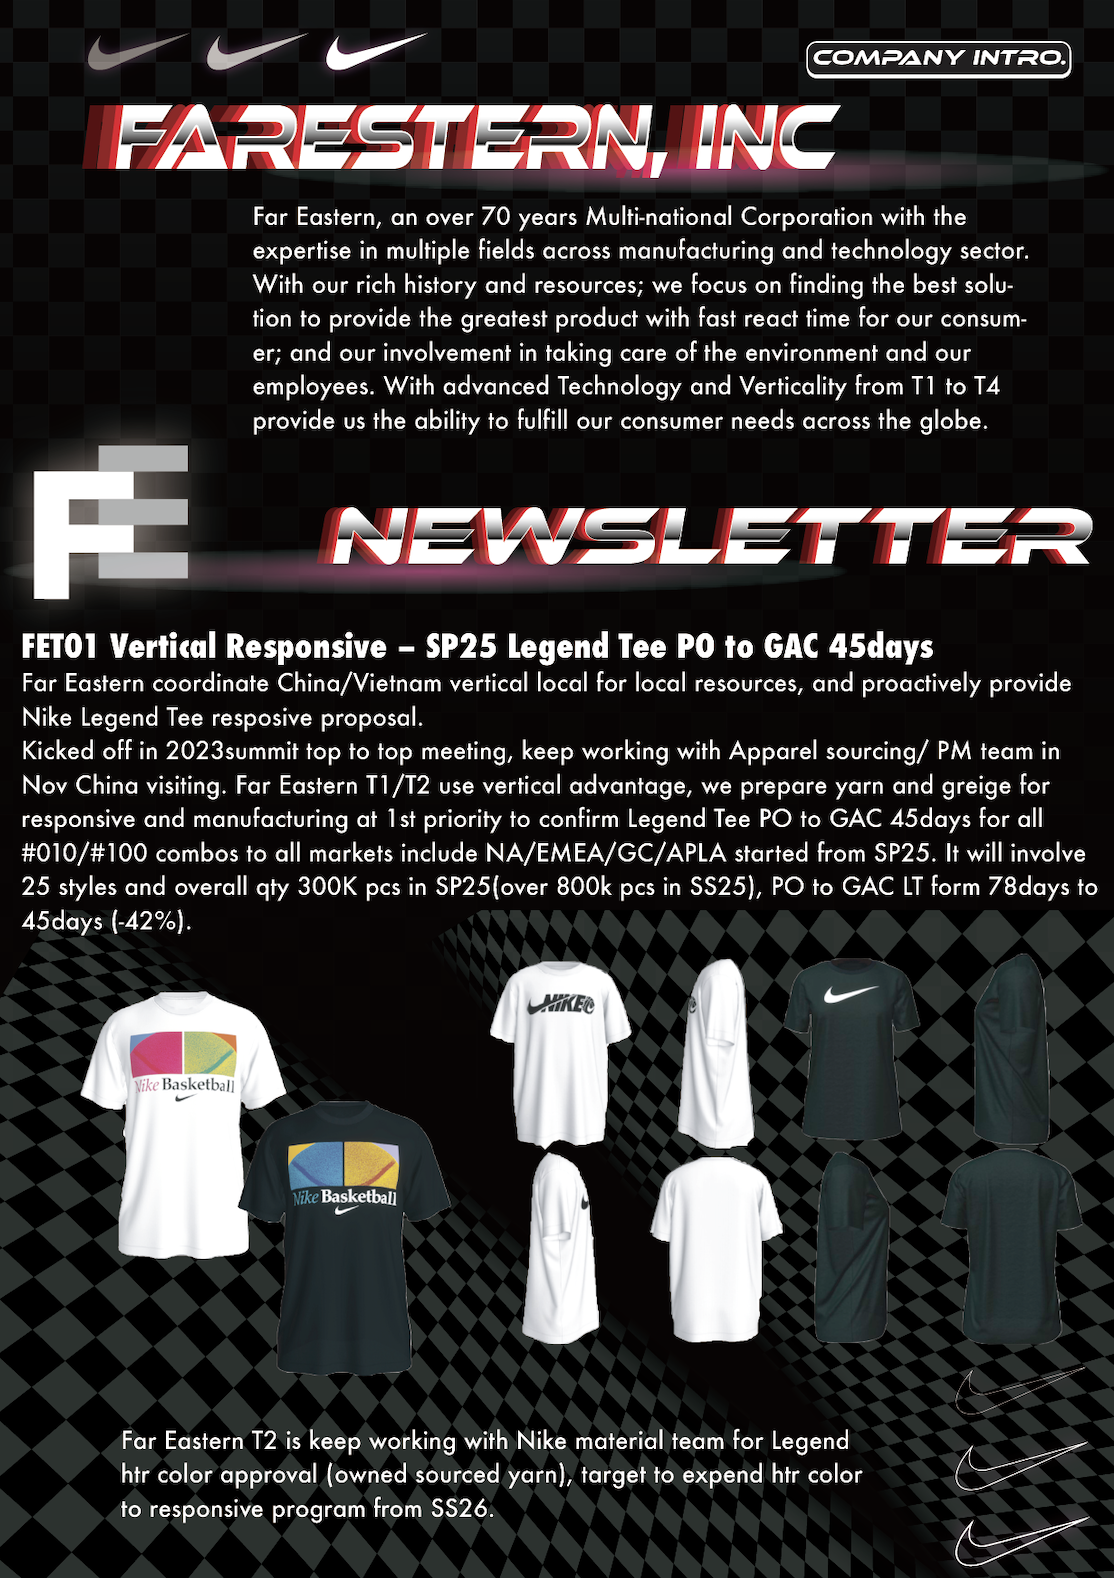 COMPANY INTRO.
FARESTERN, INC
Far Eastern, an over 70 years Multi-national Corporation with the
expertise in multiple fields across manufacturing and technology sector.
With our rich history and resources; we focus on finding the best solu-
tion to provide the greatest product with fast react time for our consum-
er; and our involvement in taking care of the environment and our
employees. With advanced Technology and Verticality from T1 to T4
provide us the ability to fulfill our consumer needs across the globe.
FE
NEWSLETTER
FET01 Vertical Responsive – SP25 Legend Tee PO to GAC 45days
Far Eastern coordinate China/Vietnam vertical local for local resources, and proactively provide
Nike Legend Tee resposive proposal.
Kicked off in 2023summit top to top meeting, keep working with Apparel sourcing/ PM team in
Nov China visiting. Far Eastern T1/T2 use vertical advantage, we prepare yarn and greige for
responsive and manufacturing at 1st priority to confirm Legend Tee PO to GAC 45days for all
#010/#100 combos to all markets include NA/EMEA/GC/APLA started from SP25. It will involve
25 styles and overall qty 300K pcs in SP25(over 800k pcs in SS25), PO to GAC LT form 78days to
45days (-42%).
NIKE
Nike Basketball
Nike Basketball
Far Eastern T2 is keep working with Nike material team for Legend
htr color approval (owned sourced yarn), target to expend htr color
to responsive program from SS26.